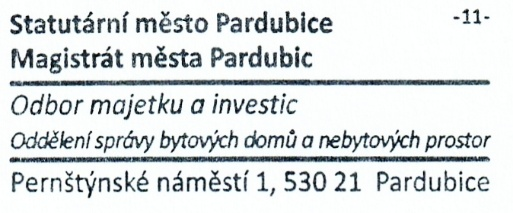 Statutární město Pardubice -11-
Magistrát města Pardubic
Odbor majetku a investic
Oddělení správy bytových domů a nebytových prostor
Pernštýnské náměstí 1, 530 21 Pardubice